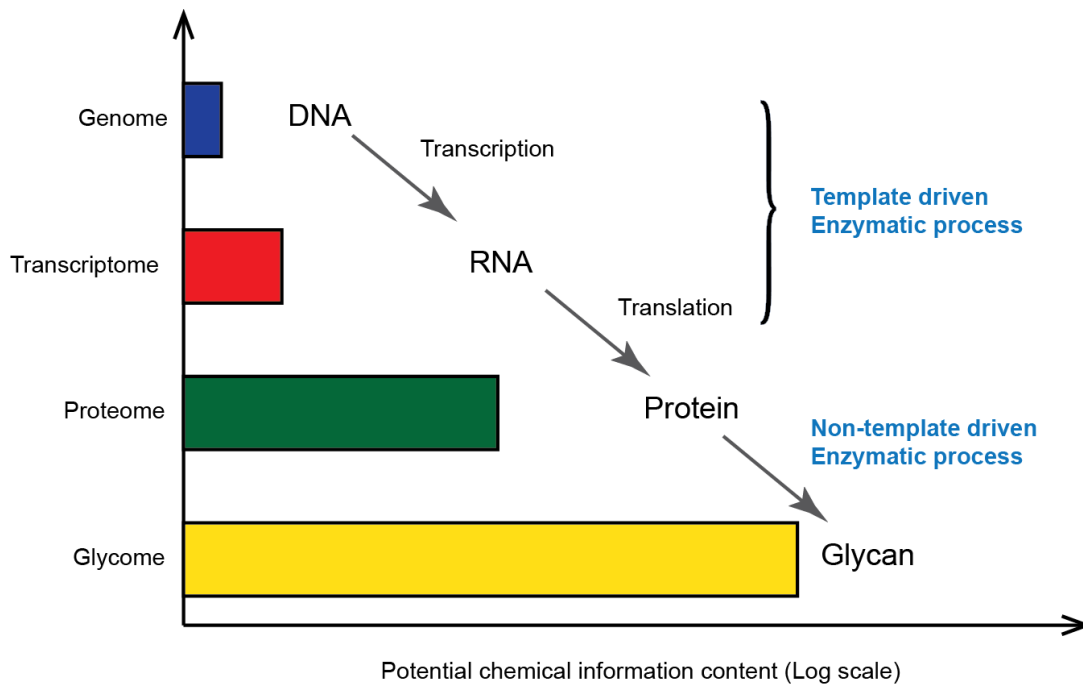 Genome
DNA
Transcription
Template driven
Enzymatic process
Transcriptome
RNA
Translation
Proteome
Protein
Non-template driven
Enzymatic process
Glycome
Glycan
Potential chemical information content (Log scale)